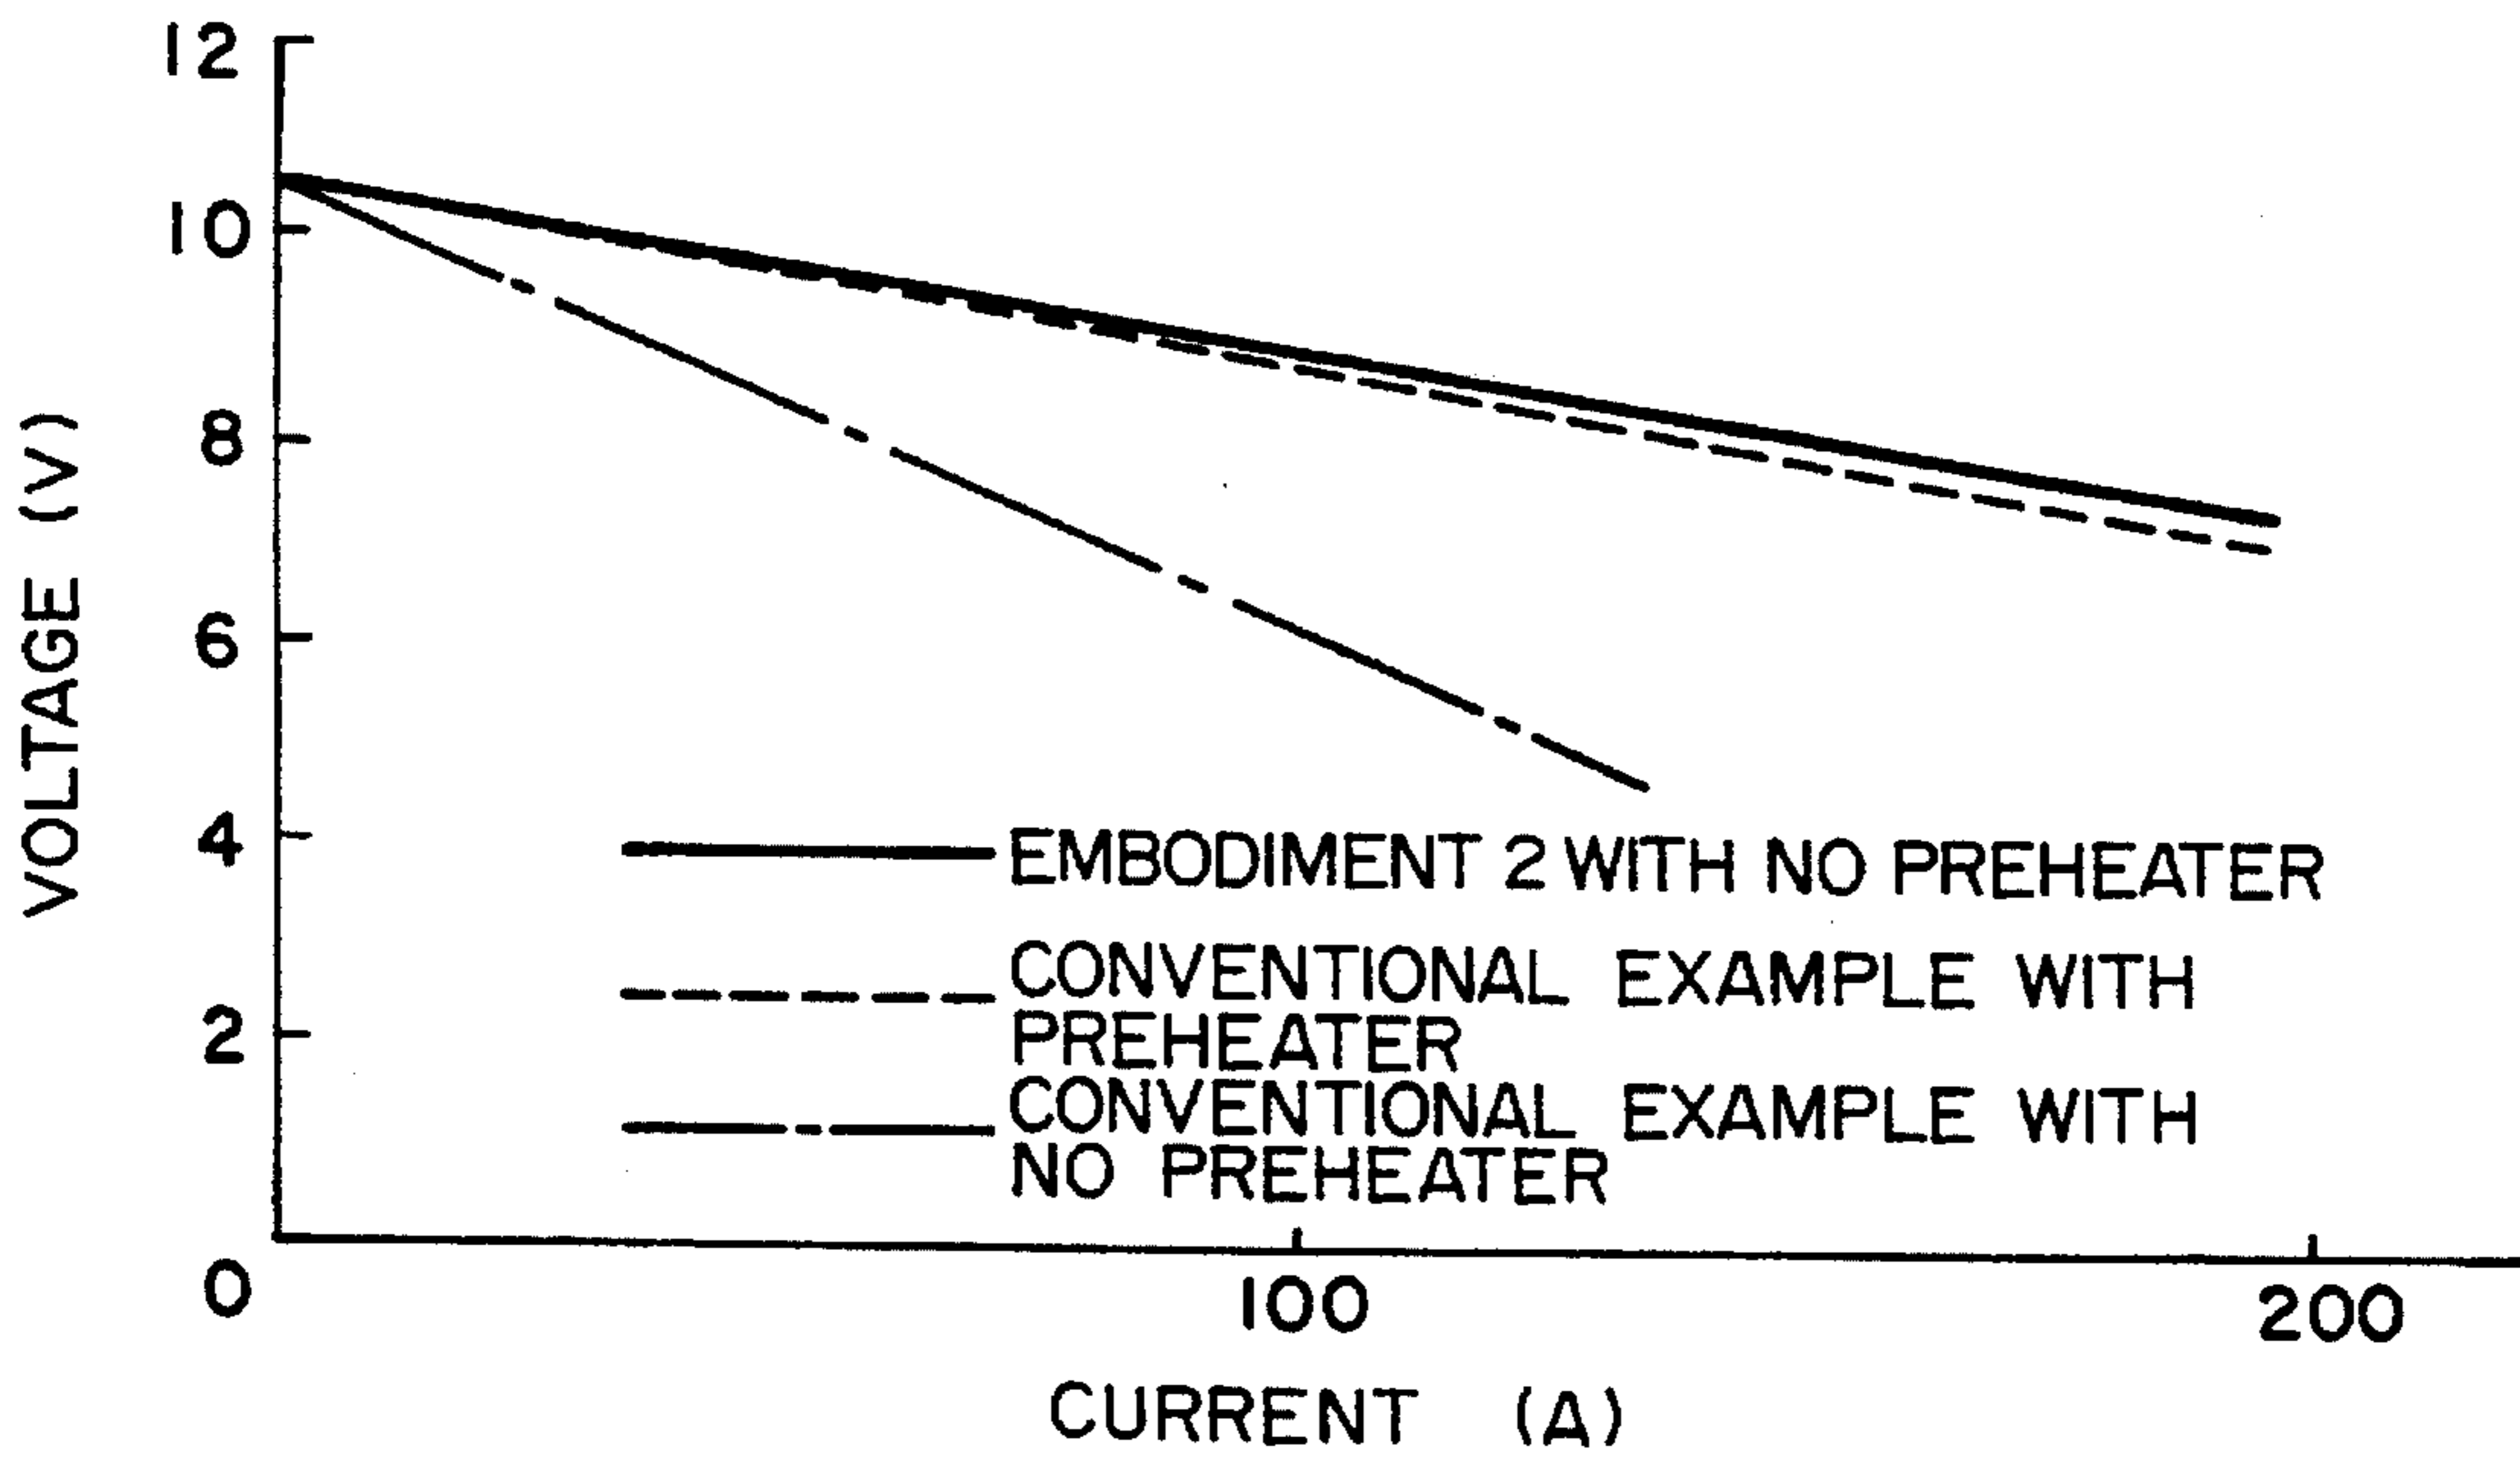 12
10
8
6
4
2
0
VOLTAGE (V)
EMBODIMENT 2 WITH NO PREHEATER
CONVENTIONAL EXAMPLE WITH
PREHEATER
CONVENTIONAL EXAMPLE WITH
NO PREHEATER
100
200
CURRENT (A)